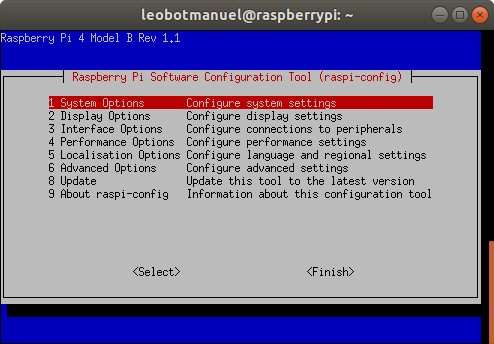 leobotmanuel@raspberrypi: ~
Raspberry Pi 4 Model B Rev 1.1
Raspberry Pi Software Configuration Tool (raspi-config)
1 System Options Configure system settings
2 Display Options Configure display settings
3 Interface Options Configure connections to peripherals
4 Performance Options Configure performance settings
5 Localisation Options Configure language and regional settings
6 Advanced Options Configure advanced settings
8 Update Update this tool to the latest version
9 About raspi-config Information about this configuration tool
<Select> <Finish>